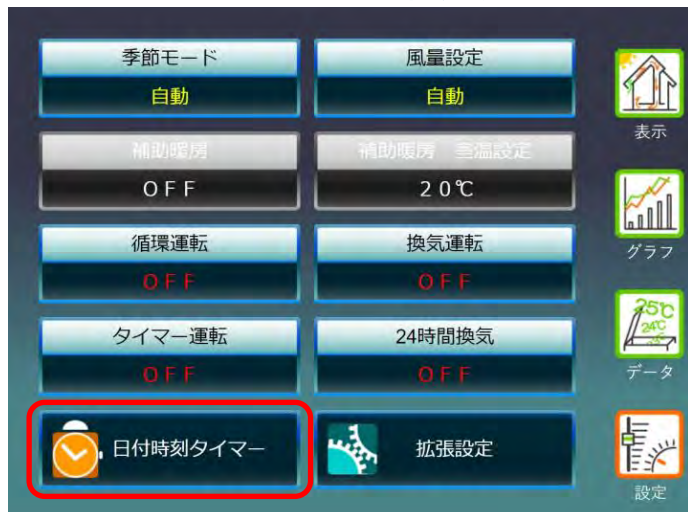 季節モード
風量設定
自動
自動
補助暖房
補助暖房 室温設定
OFF
20℃
循環運転
換気運転
OFF
OFF
タイマー運転
24時間換気
OFF
OFF
日付時刻タイマー
拡張設定
表示
グラフ
25℃
24℃
データ
設定